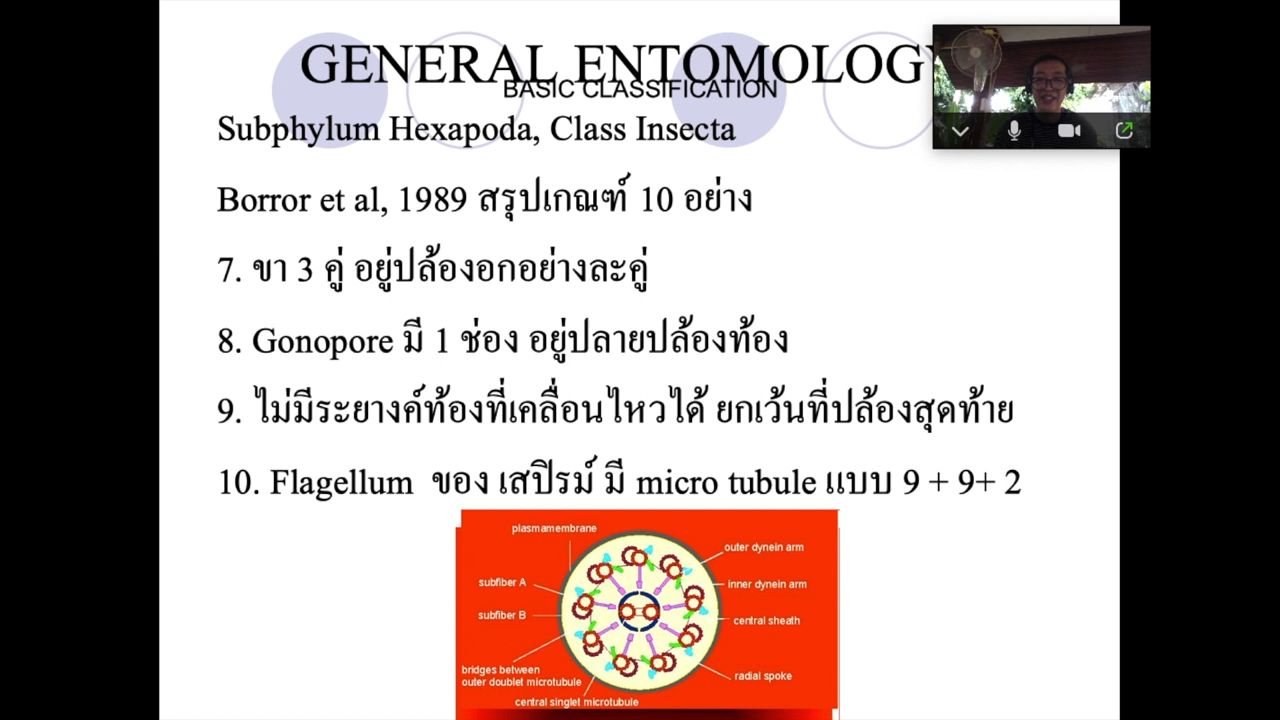 GENERAL ENTOMOLOGY
BASIC CLASSIFICATION
Subphylum Hexapoda, Class Insecta
Borror et al, 1989 สรุปเกณฑ์ 10 อย่าง
7. ขา 3 คู่ อยู่ปล้องอกอย่างละคู่
8. Gonopore มี 1 ช่อง อยู่ปลายปล้องท้อง
9. ไม่มีระยางค์ท้องที่เคลื่อนไหวได้ ยกเว้นที่ปล้องสุดท้าย
10. Flagellum ของ เสปิรม์ มี micro tubule แบบ 9 + 9+ 2
plasmamembrane
outer dynein arm
subfiber A
inner dynein arm
subfiber B
central sheath
bridges between
outer doublet microtubule
radial spoke
central singlet microtubule